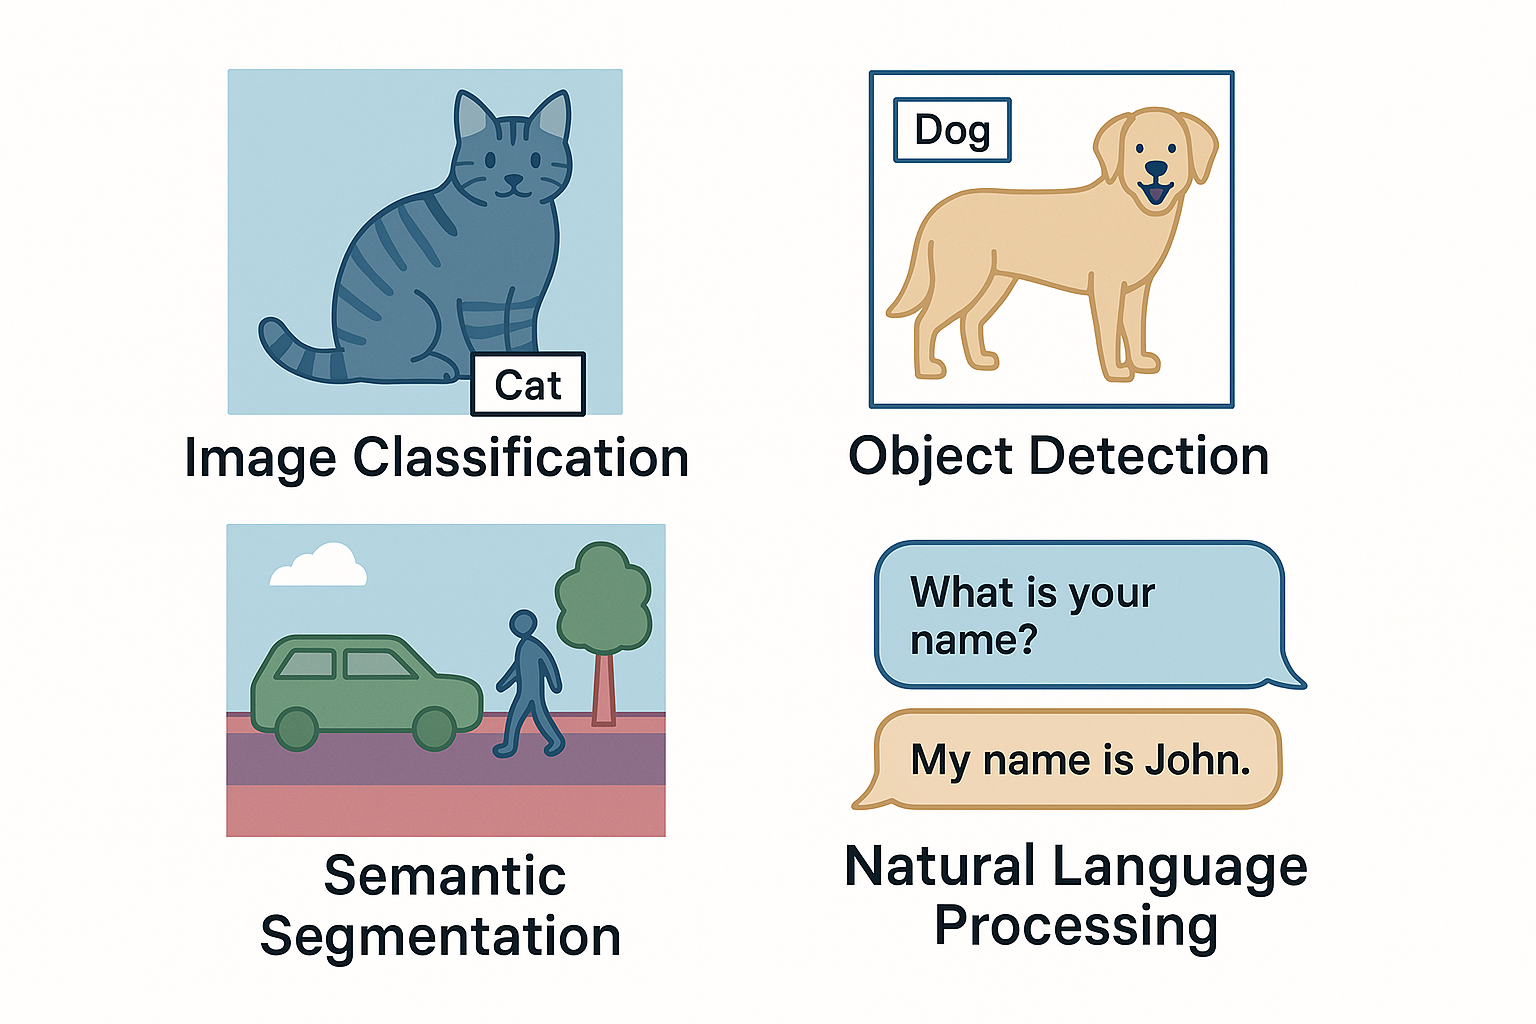 Cat
Image Classification
Dog
Object Detection
Semantic
Segmentation
What is your
name?
My name is John.
Natural Language
Processing